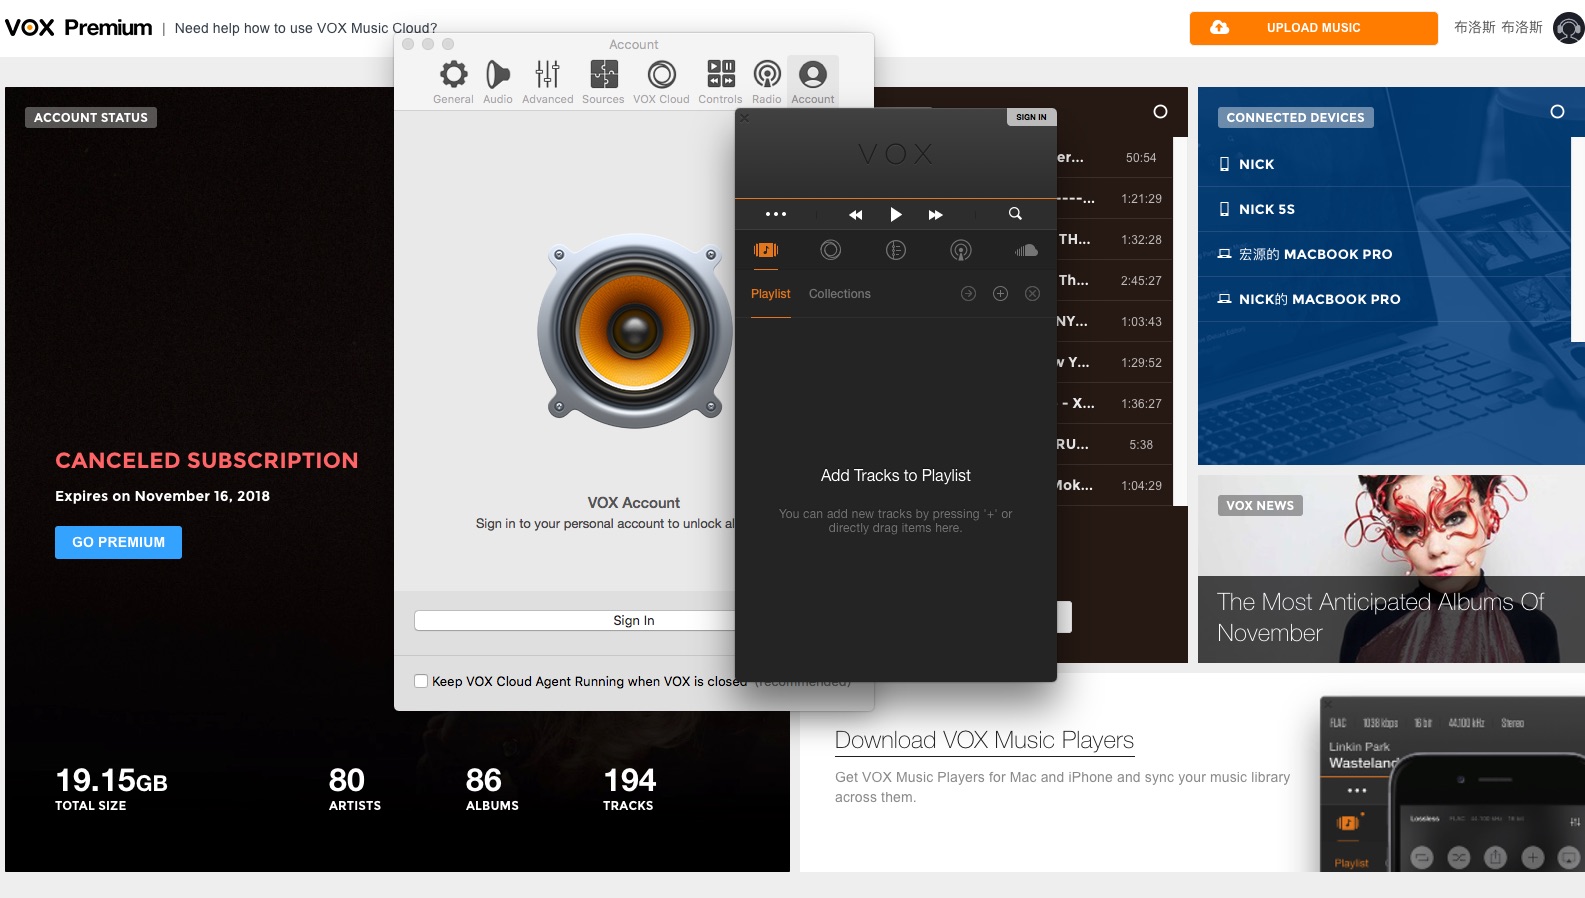 VOX Premium | Need help how to use VOX Music Cloud?
UPLOAD MUSIC
布洛斯 布洛斯
ACCOUNT STATUS
CANCELED SUBSCRIPTION
Expires on November 16, 2018
GO PREMIUM
19.15GB
TOTAL SIZE
80
ARTISTS
86
ALBUMS
194
TRACKS
Account
General Audio Advanced Sources VOX Cloud Controls Radio Account
VOX Account
Sign in to your personal account to unlock al
Sign In
Keep VOX Cloud Agent Running when VOX is closed (recommended)
SIGN IN
VOX
Playlist Collections
Add Tracks to Playlist
You can add new tracks by pressing '+' or
directly drag items here.
er... 50:54
----... 1:21:29
TH... 1:32:28
Th... 2:45:27
NY... 1:03:43
w Y... 1:29:52
- X... 1:36:27
RU... 5:38
Mok... 1:04:29
CONNECTED DEVICES
NICK
NICK 5S
宏源的 MACBOOK PRO
NICK的 MACBOOK PRO
VOX NEWS
The Most Anticipated Albums Of
November
Download VOX Music Players
Get VOX Music Players for Mac and iPhone and sync your music library
across them.
FLAC 1038 kbps 16 bit 44,100 kHz Stereo
Linkin Park
Wasteland
Playlist
Lossless